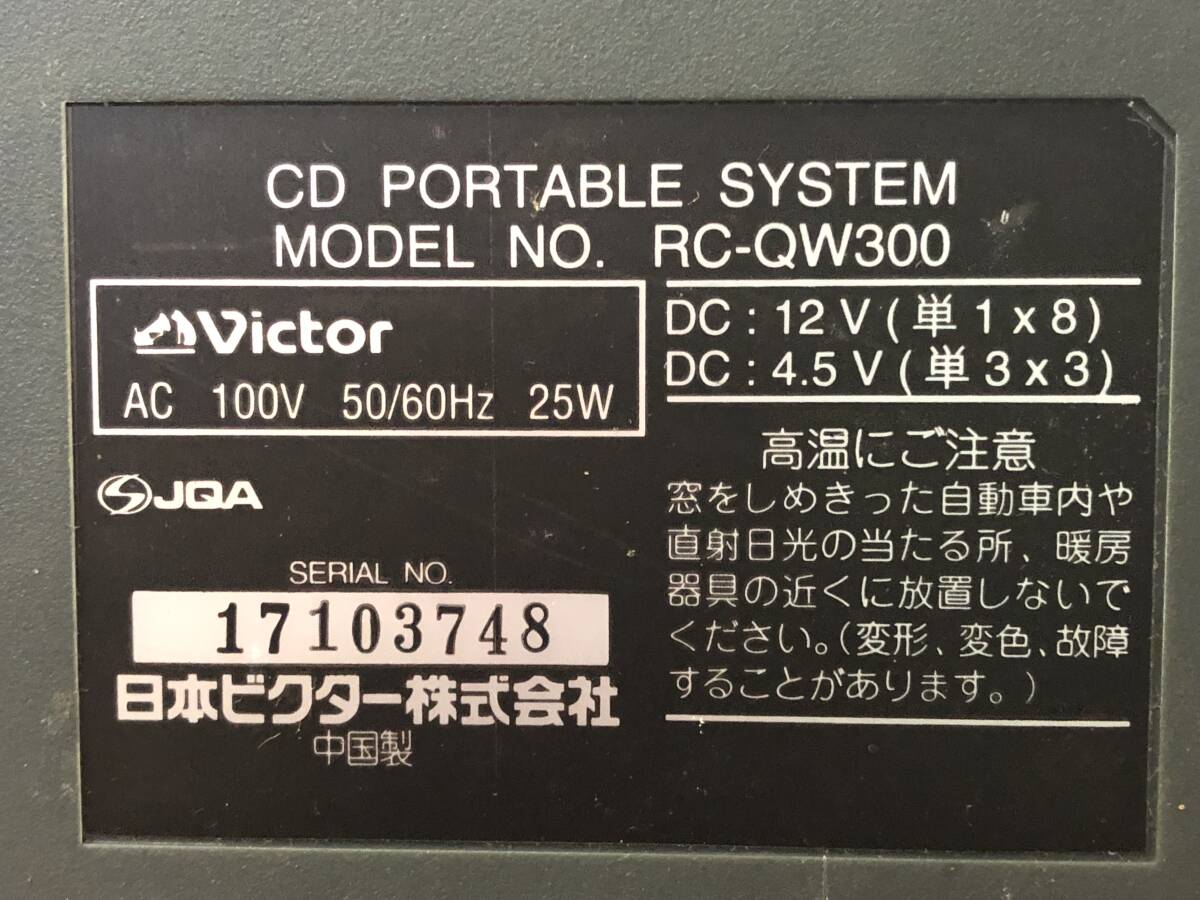 CD PORTABLE SYSTEM
MODEL NO. RC-QW300
Victor
AC 100V 50/60Hz 25W
DC : 12 V ( 単 1 x 8 )
DC : 4.5 V ( 単 3 x 3 )
高温にご注意
窓をしめきった自動車内や
直射日光の当たる所、暖房
器具の近くに放置しないで
ください。(変形、変色、故障
することがあります。)
JQA
SERIAL NO.
17103748
日本ビクター株式会社
中国製